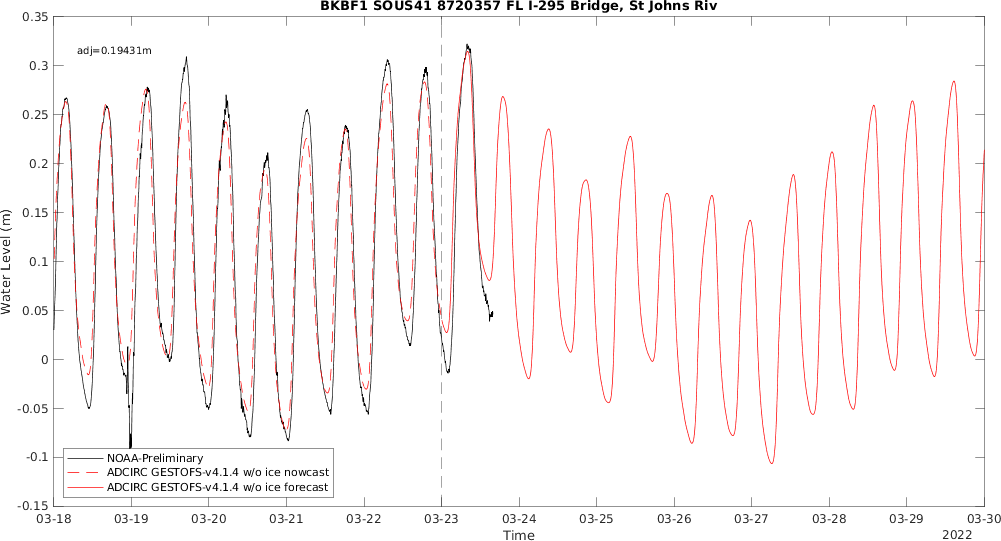 BKBF1 SOUS41 8720357 FL I-295 Bridge, St Johns Riv
adj=0.19431m
0.35
0.3
0.25
0.2
0.15
0.1
0.05
0
-0.05
-0.1
-0.15
Water Level (m)
NOAA-Preliminary
ADCIRC GESTOFS-v4.1.4 w/o ice nowcast
ADCIRC GESTOFS-v4.1.4 w/o ice forecast
03-18 03-19 03-20 03-21 03-22 03-23 03-24 03-25 03-26 03-27 03-28 03-29 03-30
Time
2022